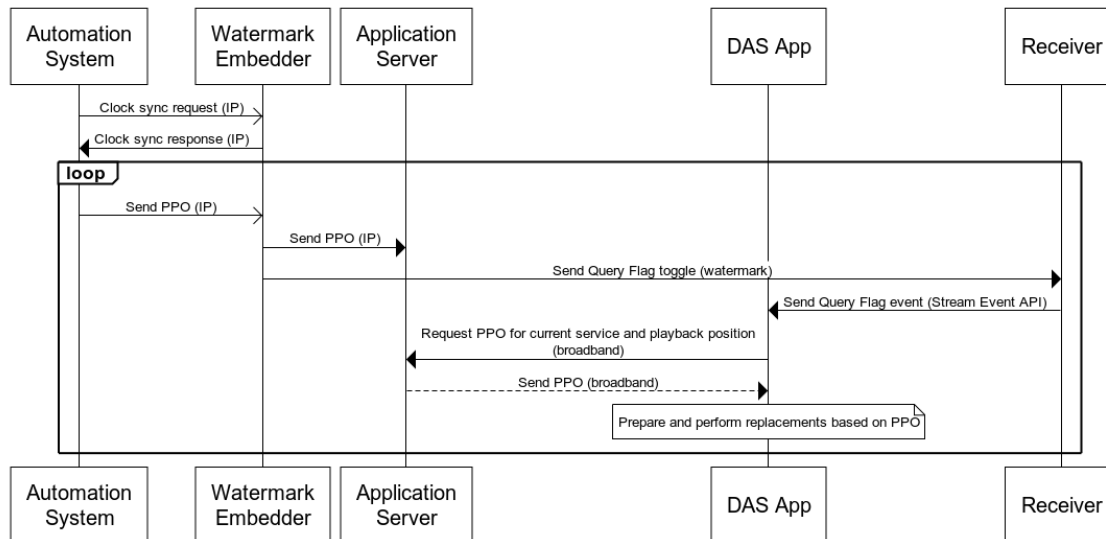 Automation
System
Watermark
Embedder
Application
Server
DAS App
Receiver
Clock sync request (IP)
Clock sync response (IP)
loop
Send PPO (IP)
Send PPO (IP)
Send Query Flag toggle (watermark)
Send Query Flag event (Stream Event API)
Request PPO for current service and playback position
(broadband)
Send PPO (broadband)
Prepare and perform replacements based on PPO
Automation
System
Watermark
Embedder
Application
Server
DAS App
Receiver